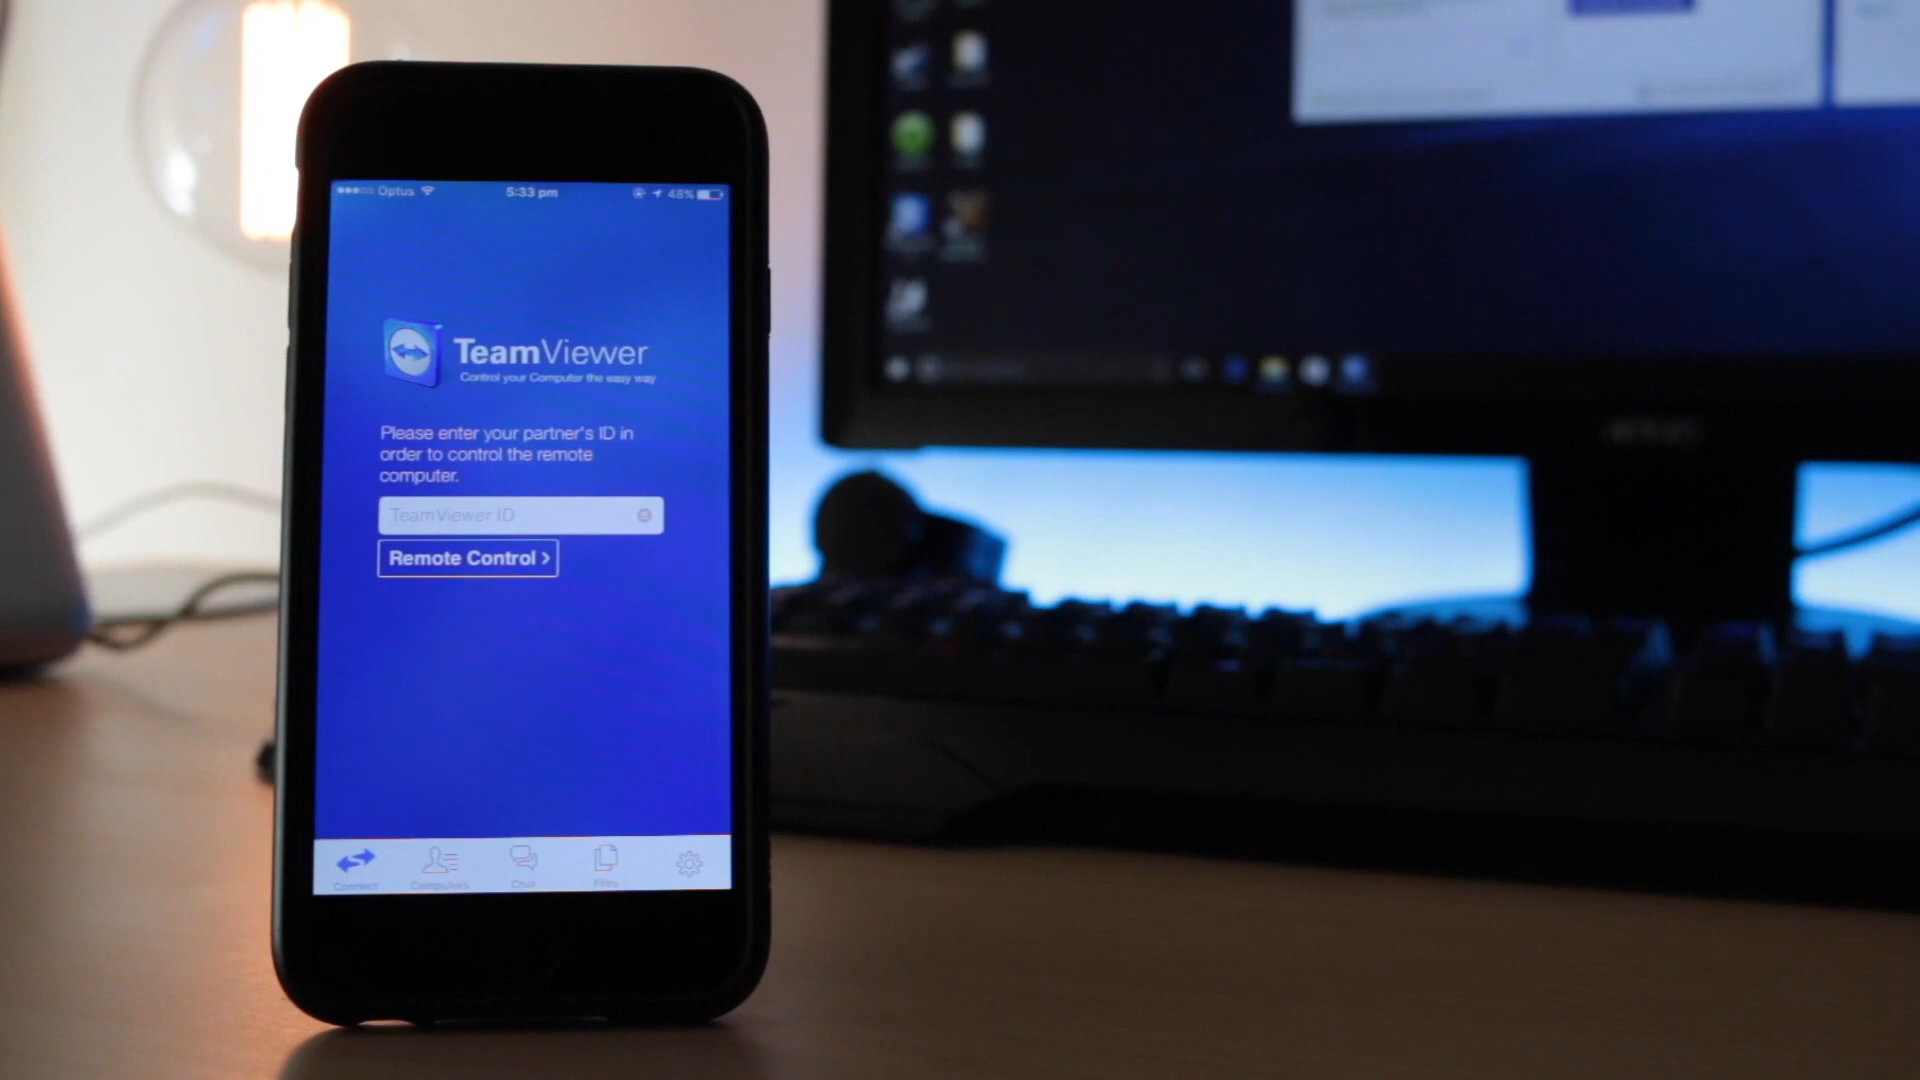 Optus 5:33 pm 48%
TeamViewer
Control your Computer the easy way
Please enter your partner's ID in
order to control the remote
computer.
TeamViewer ID
Remote Control >
Connect Computers Chat Files